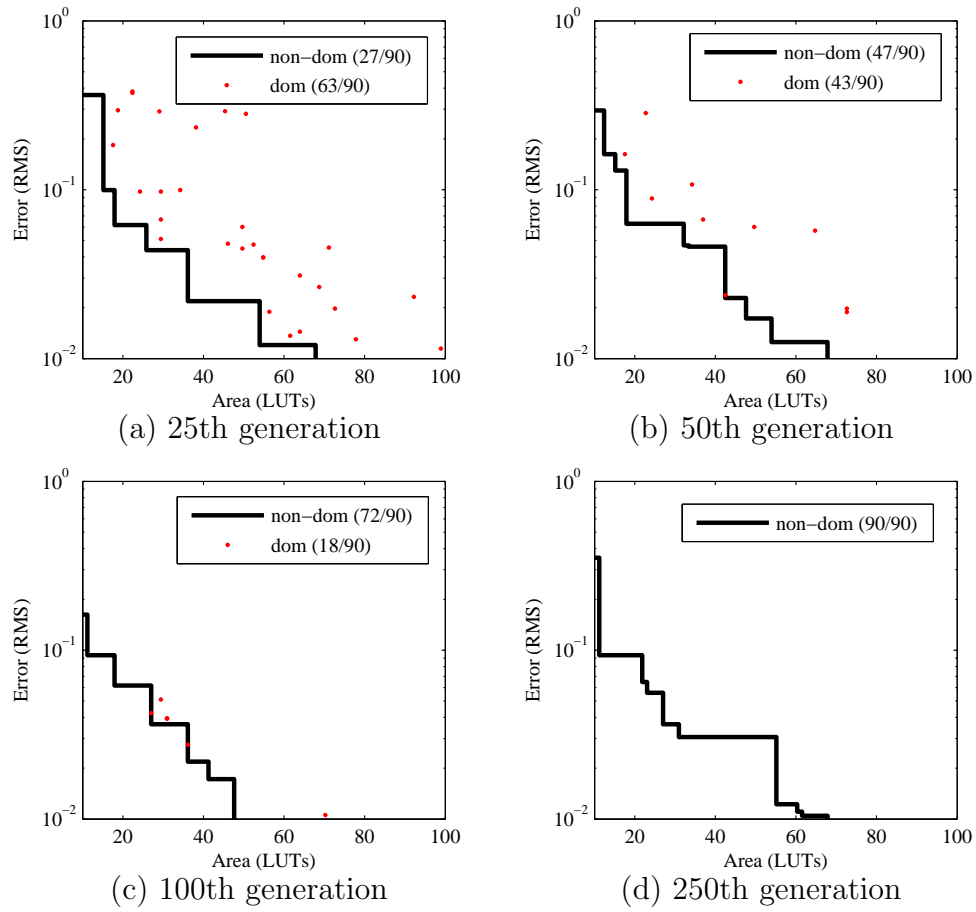 10^0
non-dom (27/90)
dom (63/90)
10^-1
Error (RMS)
10^-2
20 40 60 80 100
Area (LUTs)
(a) 25th generation
10^0
non-dom (47/90)
dom (43/90)
10^-1
Error (RMS)
10^-2
20 40 60 80 100
Area (LUTs)
(b) 50th generation
10^0
non-dom (72/90)
dom (18/90)
10^-1
Error (RMS)
10^-2
20 40 60 80 100
Area (LUTs)
(c) 100th generation
10^0
non-dom (90/90)
10^-1
Error (RMS)
10^-2
20 40 60 80 100
Area (LUTs)
(d) 250th generation